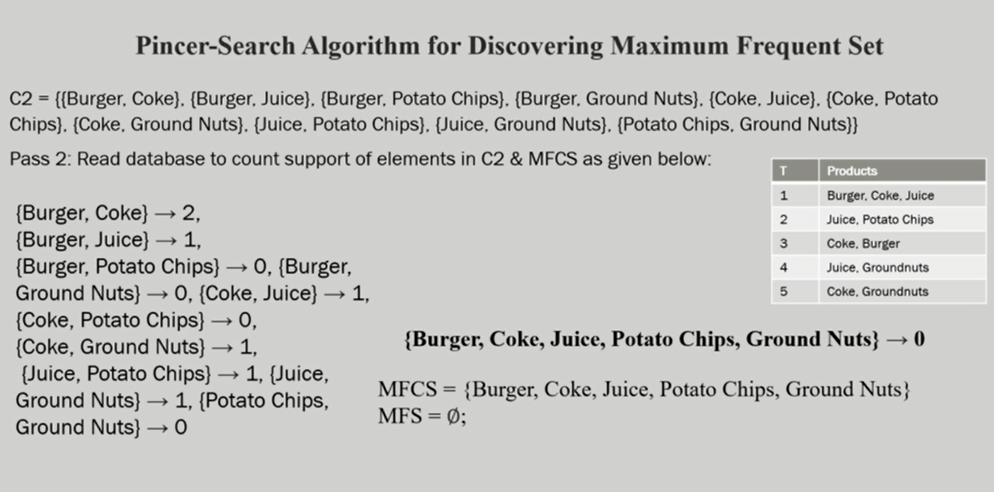 Pincer-Search Algorithm for Discovering Maximum Frequent Set
C2 = {{Burger, Coke}, {Burger, Juice}, {Burger, Potato Chips}, {Burger, Ground Nuts}, {Coke, Juice}, {Coke, Potato
Chips}, {Coke, Ground Nuts}, {Juice, Potato Chips}, {Juice, Ground Nuts}, {Potato Chips, Ground Nuts}}
Pass 2: Read database to count support of elements in C2 & MFCS as given below:
{Burger, Coke} → 2,
{Burger, Juice} → 1,
{Burger, Potato Chips} → 0, {Burger,
Ground Nuts} → 0, {Coke, Juice} → 1,
{Coke, Potato Chips} → 0,
{Coke, Ground Nuts} → 1,
{Juice, Potato Chips} → 1, {Juice,
Ground Nuts} → 1, {Potato Chips,
Ground Nuts} → 0
T Products
1 Burger, Coke, Juice
2 Juice, Potato Chips
3 Coke, Burger
4 Juice, Groundnuts
5 Coke, Groundnuts
{Burger, Coke, Juice, Potato Chips, Ground Nuts} → 0
MFCS = {Burger, Coke, Juice, Potato Chips, Ground Nuts}
MFS = ∅;